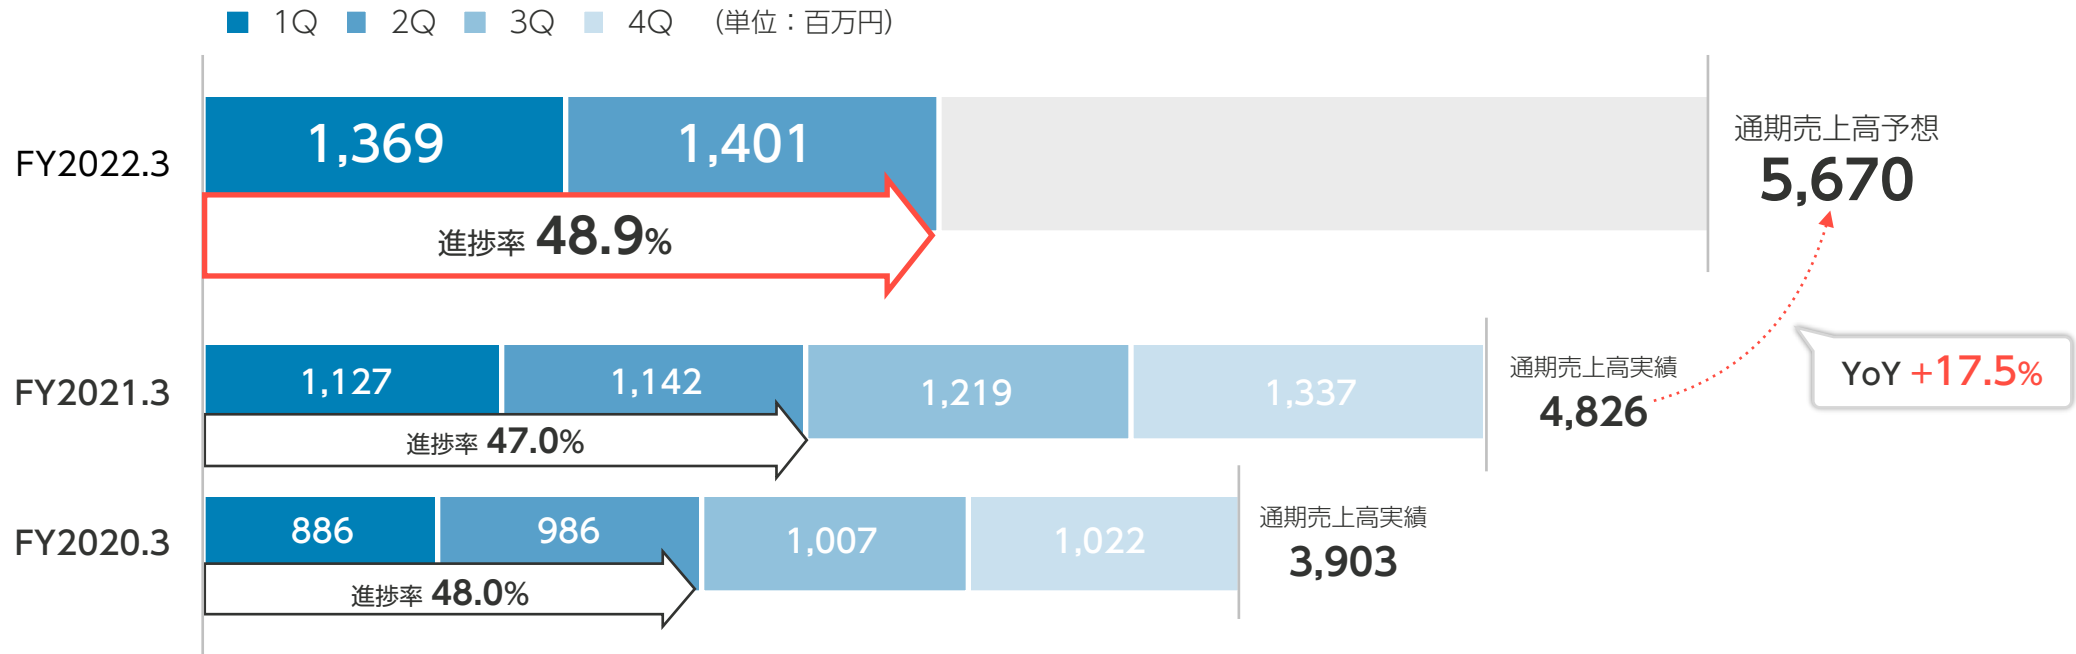 1Q 2Q 3Q 4Q （単位：百万円）
FY2022.3
1,369 1,401
進捗率 48.9%
通期売上高予想
5,670
YoY +17.5%
FY2021.3
1,127 1,142 1,219 1,337
進捗率 47.0%
通期売上高実績
4,826
FY2020.3
886 986 1,007 1,022
進捗率 48.0%
通期売上高実績
3,903